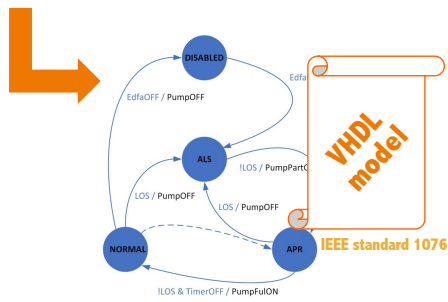 DISABLED
EdfaOFF / PumpOFF
ALS
!LOS /
LOS / PumpOFF
LOS / PumpOFF
NORMAL
APR
!LOS & TimerOFF / PumpFulON
VHDL
model
IEEE standard 1076